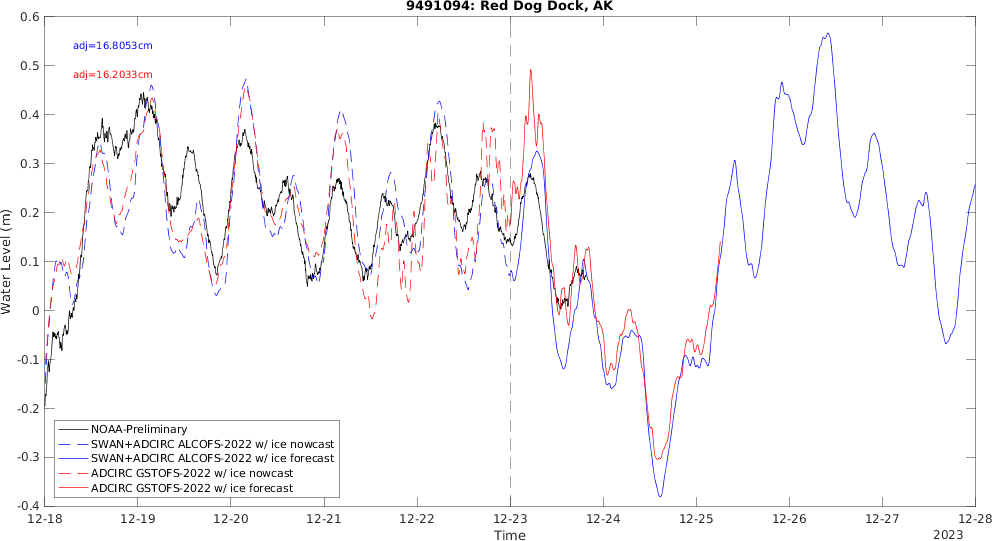 9491094: Red Dog Dock, AK
adj=16.8053cm
adj=16.2033cm
Water Level (m)
0.6
0.5
0.4
0.3
0.2
0.1
0
-0.1
-0.2
-0.3
-0.4
NOAA-Preliminary
SWAN+ADCIRC ALCOFS-2022 w/ ice nowcast
SWAN+ADCIRC ALCOFS-2022 w/ ice forecast
ADCIRC GSTOFS-2022 w/ ice nowcast
ADCIRC GSTOFS-2022 w/ ice forecast
12-18 12-19 12-20 12-21 12-22 12-23 12-24 12-25 12-26 12-27 12-28
Time
2023